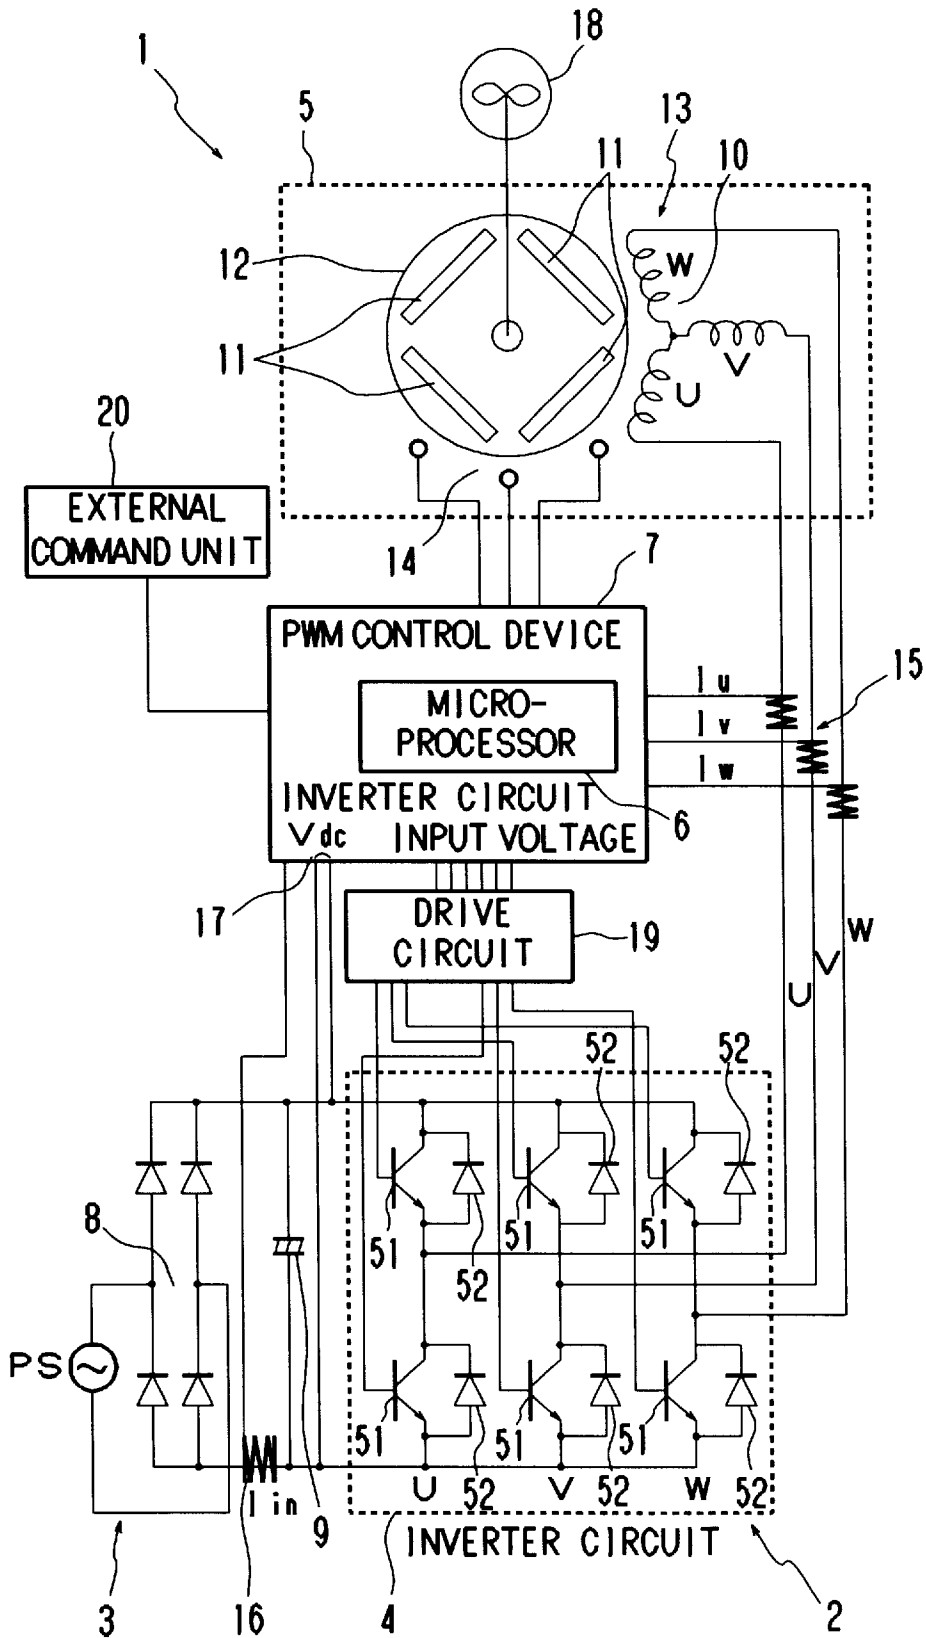 1
18
5
13
11
10
12
W
11
V
U
20
EXTERNAL
COMMAND UNIT
14
7
PWM CONTROL DEVICE
15
Iu
MICRO-
PROCESSOR
Iv
Iw
INVERTER CIRCUIT
6
Vdc INPUT VOLTAGE
17
DRIVE
CIRCUIT
19
W
V
U
52
52
8
51
51
51
52
PS
51
51
51
52
52
52
U
V
W
Iin
9
INVERTER CIRCUIT
3
16
4
2